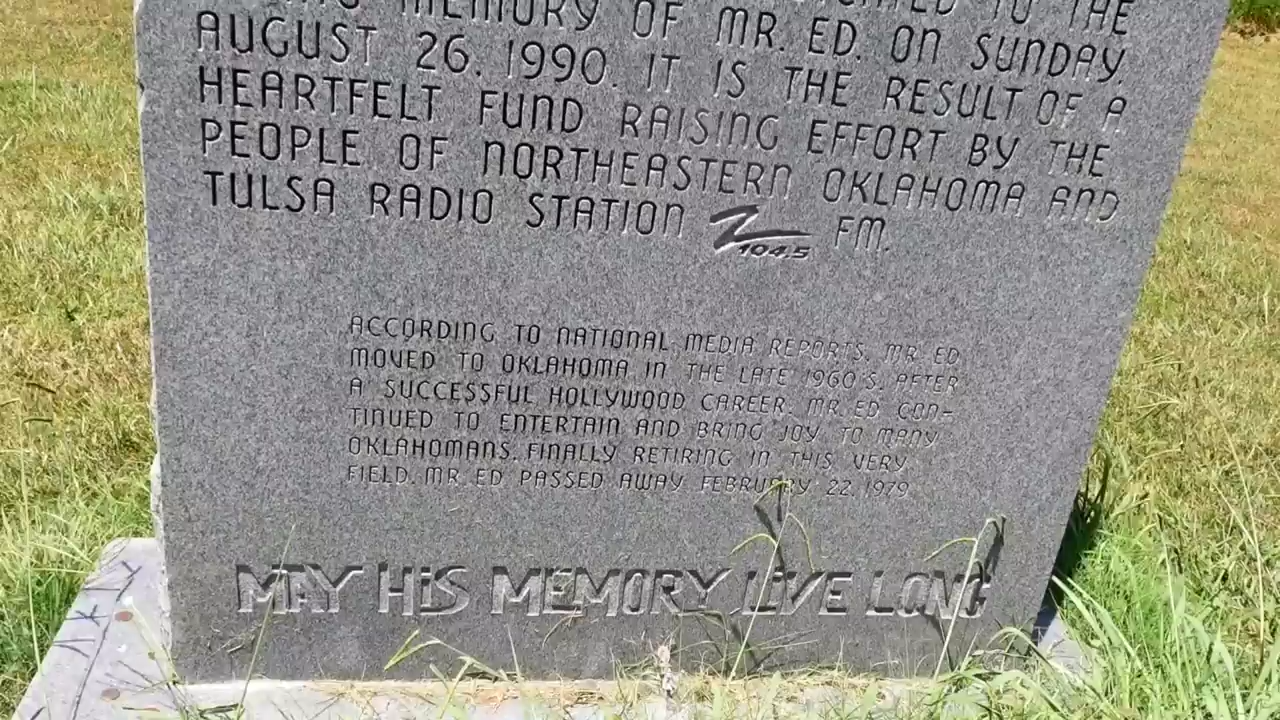 MEMORY OF MR. ED. ON SUNDAY,
AUGUST 26, 1990. IT IS THE RESULT OF A
HEARTFELT FUND RAISING EFFORT BY THE
PEOPLE OF NORTHEASTERN OKLAHOMA AND
TULSA RADIO STATION Z 104.5 FM.
ACCORDING TO NATIONAL MEDIA REPORTS, MR. ED
MOVED TO OKLAHOMA IN THE LATE 1960'S. AFTER
A SUCCESSFUL HOLLYWOOD CAREER, MR. ED CON-
TINUED TO ENTERTAIN AND BRING JOY TO MANY
OKLAHOMANS. FINALLY RETIRING IN THIS VERY
FIELD. MR. ED PASSED AWAY FEBRUARY 22, 1979
MAY HIS MEMORY LIVE LONG